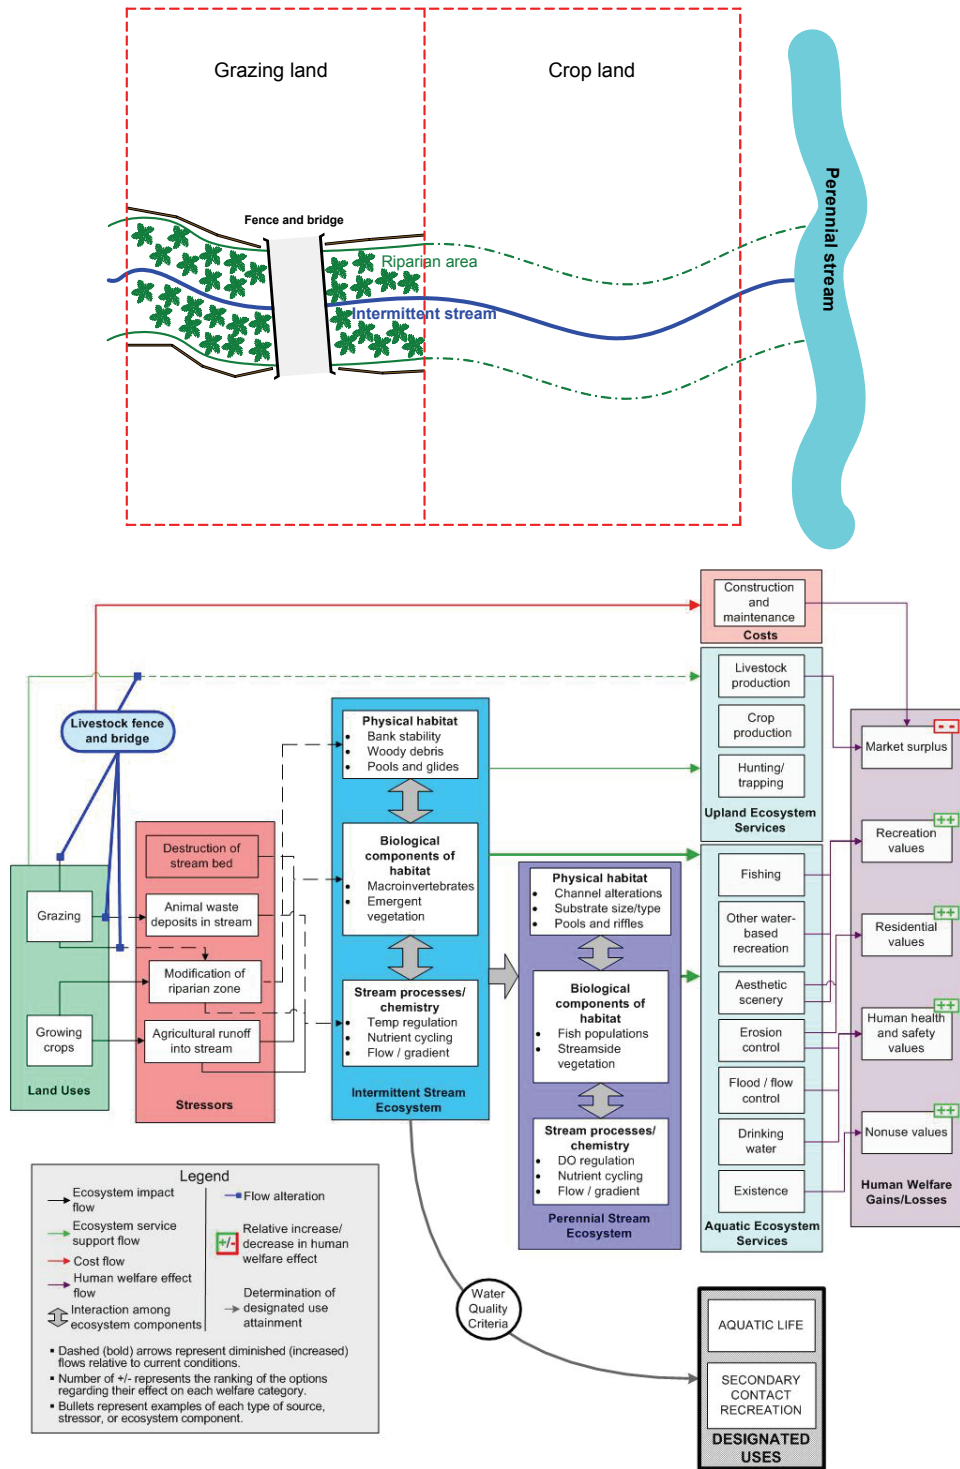 Grazing land
Crop land
Perennial stream
Fence and bridge
Riparian area
Intermittent stream
Construction
and
maintenance
Costs
Livestock
production
Crop
production
Hunting/
trapping
Upland Ecosystem
Services
Livestock fence
and bridge
Physical habitat
• Bank stability
• Woody debris
• Pools and glides
Biological
components of
habitat
• Macroinvertebrates
• Emergent
vegetation
Stream processes/
chemistry
• Temp regulation
• Nutrient cycling
• Flow / gradient
Intermittent Stream
Ecosystem
Destruction of
stream bed
Animal waste
deposits in stream
Modification of
riparian zone
Agricultural runoff
into stream
Stressors
Grazing
Growing
crops
Land Uses
Physical habitat
• Channel alterations
• Substrate size/type
• Pools and riffles
Biological
components of
habitat
• Fish populations
• Streamside
vegetation
Stream processes/
chemistry
• DO regulation
• Nutrient cycling
• Flow / gradient
Perennial Stream
Ecosystem
Fishing
Other water-
based
recreation
Aesthetic
scenery
Erosion
control
Flood / flow
control
Drinking
water
Existence
Aquatic Ecosystem
Services
- -
Market surplus
++
Recreation
values
++
Residential
values
++
Human health
and safety
values
++
Nonuse values
Human Welfare
Gains/Losses
Legend
Ecosystem impact
flow
Ecosystem service
support flow
Cost flow
Human welfare effect
flow
Interaction among
ecosystem components
Flow alteration
+/-
Relative increase/
decrease in human
welfare effect
Determination of
designated use
attainment
▪ Dashed (bold) arrows represent diminished (increased)
flows relative to current conditions.
▪ Number of +/- represents the ranking of the options
regarding their effect on each welfare category.
▪ Bullets represent examples of each type of source,
stressor, or ecosystem component.
Water
Quality
Criteria
AQUATIC LIFE
SECONDARY
CONTACT
RECREATION
DESIGNATED
USES